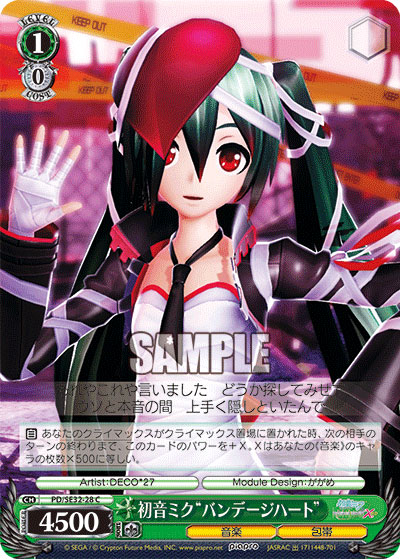 KEEP OUT
LEVEL
1
0
COST
KEEP OUT
SAMPLE
れやこれや言いました どうか探してみせ
ウソと本音の間 上手く隠しといたんで
自 あなたのクライマックスがクライマックス置場に置かれた時、次の相手の
ターンの終わりまで、このカードのパワーを+X。Xはあなたの《音楽》のキャ
ラの枚数×500に等しい。
Artist:DECO*27
Module Design:ががめ
CH
PD/SE32-28 C
4500
初音ミク“バンデージハート”
音楽
包帯
© SEGA / © Crypton Future Media, INC. www.piapro.net
piapro
JASRAC 出 1711448-701